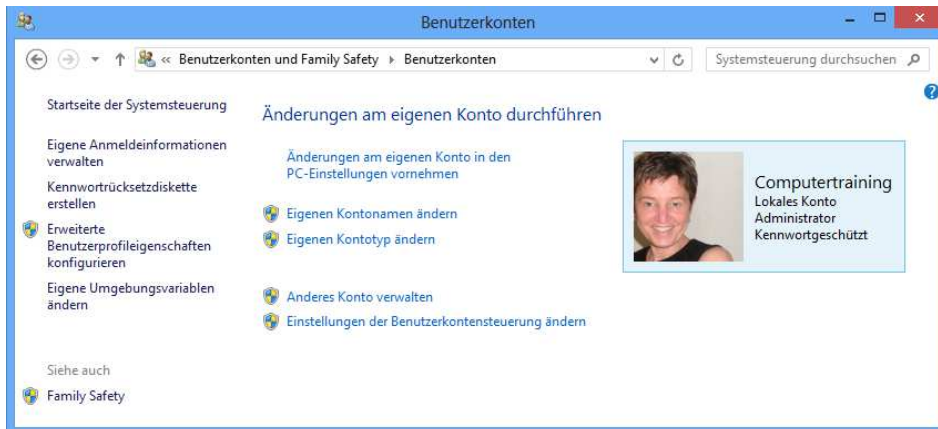 Benutzerkonten
« Benutzerkonten und Family Safety Benutzerkonten
Systemsteuerung durchsuchen
Startseite der Systemsteuerung
Eigene Anmeldeinformationen
verwalten
Kennwortrücksetzdiskette
erstellen
Erweiterte
Benutzerprofileigenschaften
konfigurieren
Eigene Umgebungsvariablen
ändern
Siehe auch
Family Safety
Änderungen am eigenen Konto durchführen
Änderungen am eigenen Konto in den
PC-Einstellungen vornehmen
Eigenen Kontonamen ändern
Eigenen Kontotyp ändern
Anderes Konto verwalten
Einstellungen der Benutzerkontensteuerung ändern
Computertraining
Lokales Konto
Administrator
Kennwortgeschützt